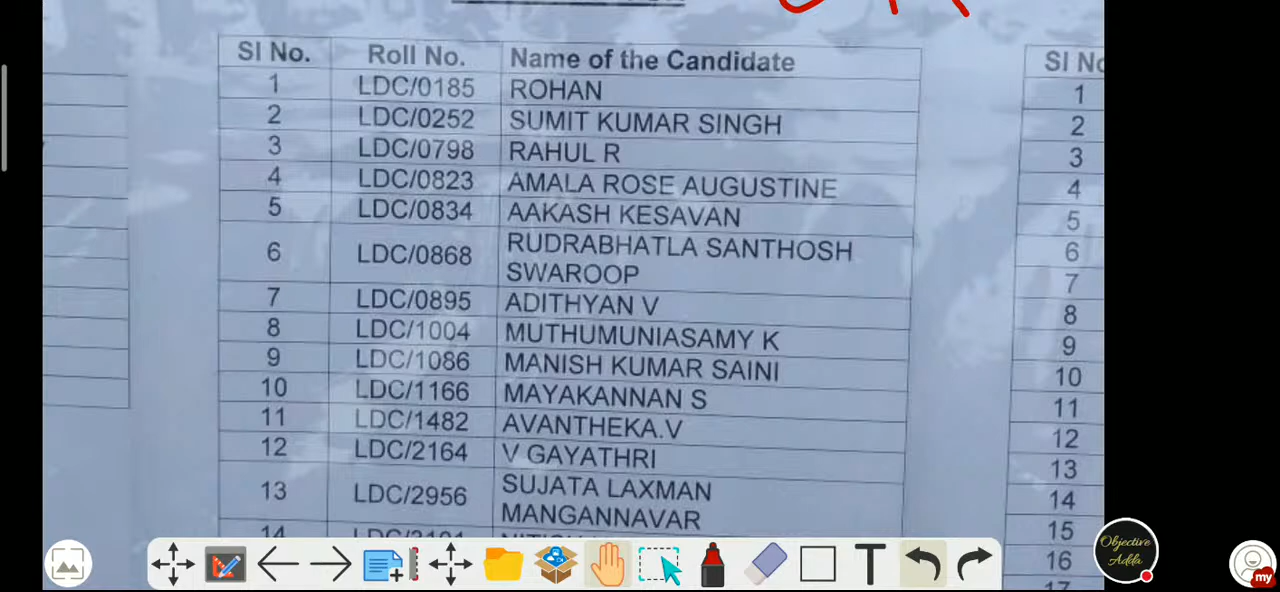 Sl No. Roll No. Name of the Candidate
1 LDC/0185 ROHAN
2 LDC/0252 SUMIT KUMAR SINGH
3 LDC/0798 RAHUL R
4 LDC/0823 AMALA ROSE AUGUSTINE
5 LDC/0834 AAKASH KESAVAN
6 LDC/0868 RUDRABHATLA SANTHOSH
SWAROOP
7 LDC/0895 ADITHYAN V
8 LDC/1004 MUTHUMUNIASAMY K
9 LDC/1086 MANISH KUMAR SAINI
10 LDC/1166 MAYAKANNAN S
11 LDC/1482 AVANTHEKA.V
12 LDC/2164 V GAYATHRI
13 LDC/2956 SUJATA LAXMAN
MANGANNAVAR
14
Sl No
1
2
3
4
5
6
7
8
9
10
11
12
13
14
15
16
17
T
Objective
Adda
my